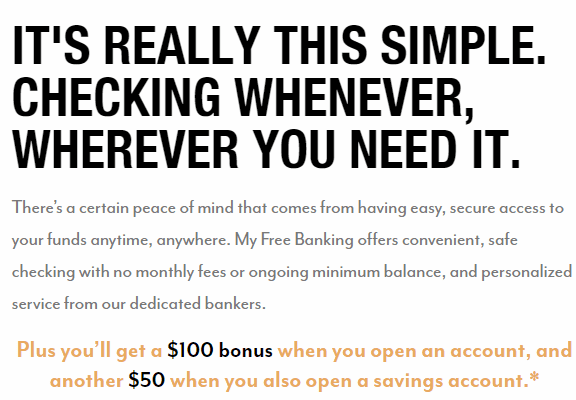 IT'S REALLY THIS SIMPLE.
CHECKING WHENEVER,
WHEREVER YOU NEED IT.
There’s a certain peace of mind that comes from having easy, secure access to
your funds anytime, anywhere. My Free Banking offers convenient, safe
checking with no monthly fees or ongoing minimum balance, and personalized
service from our dedicated bankers.
Plus you’ll get a $100 bonus when you open an account, and
another $50 when you also open a savings account.*